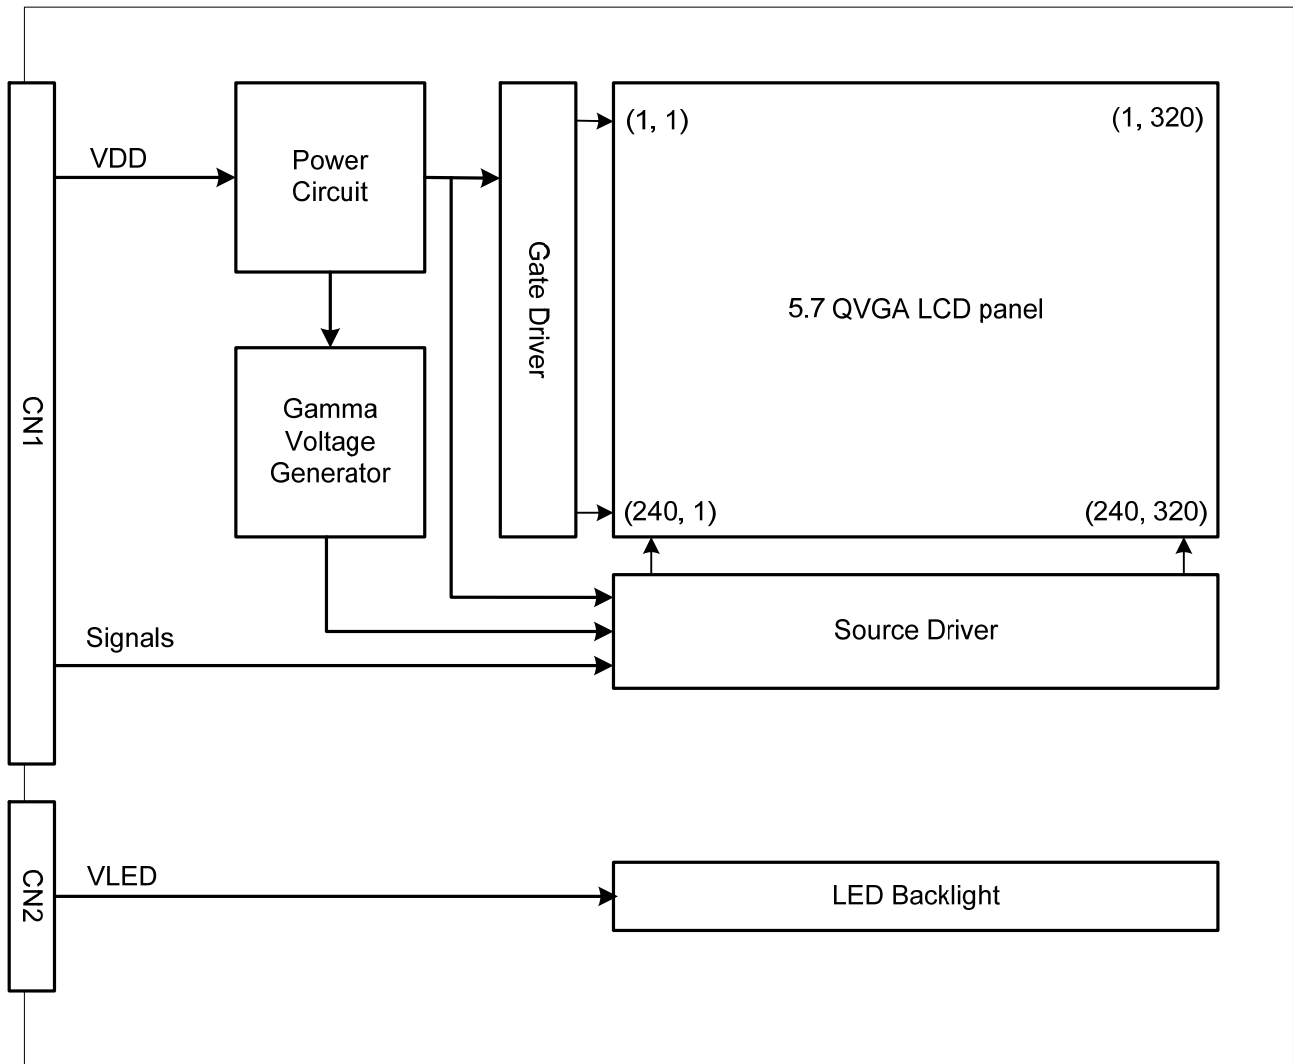 CN1
VDD
Power
Circuit
Gate Driver
(1, 1)
(1, 320)
5.7 QVGA LCD panel
Gamma
Voltage
Generator
(240, 1)
(240, 320)
Signals
Source Driver
CN2
VLED
LED Backlight